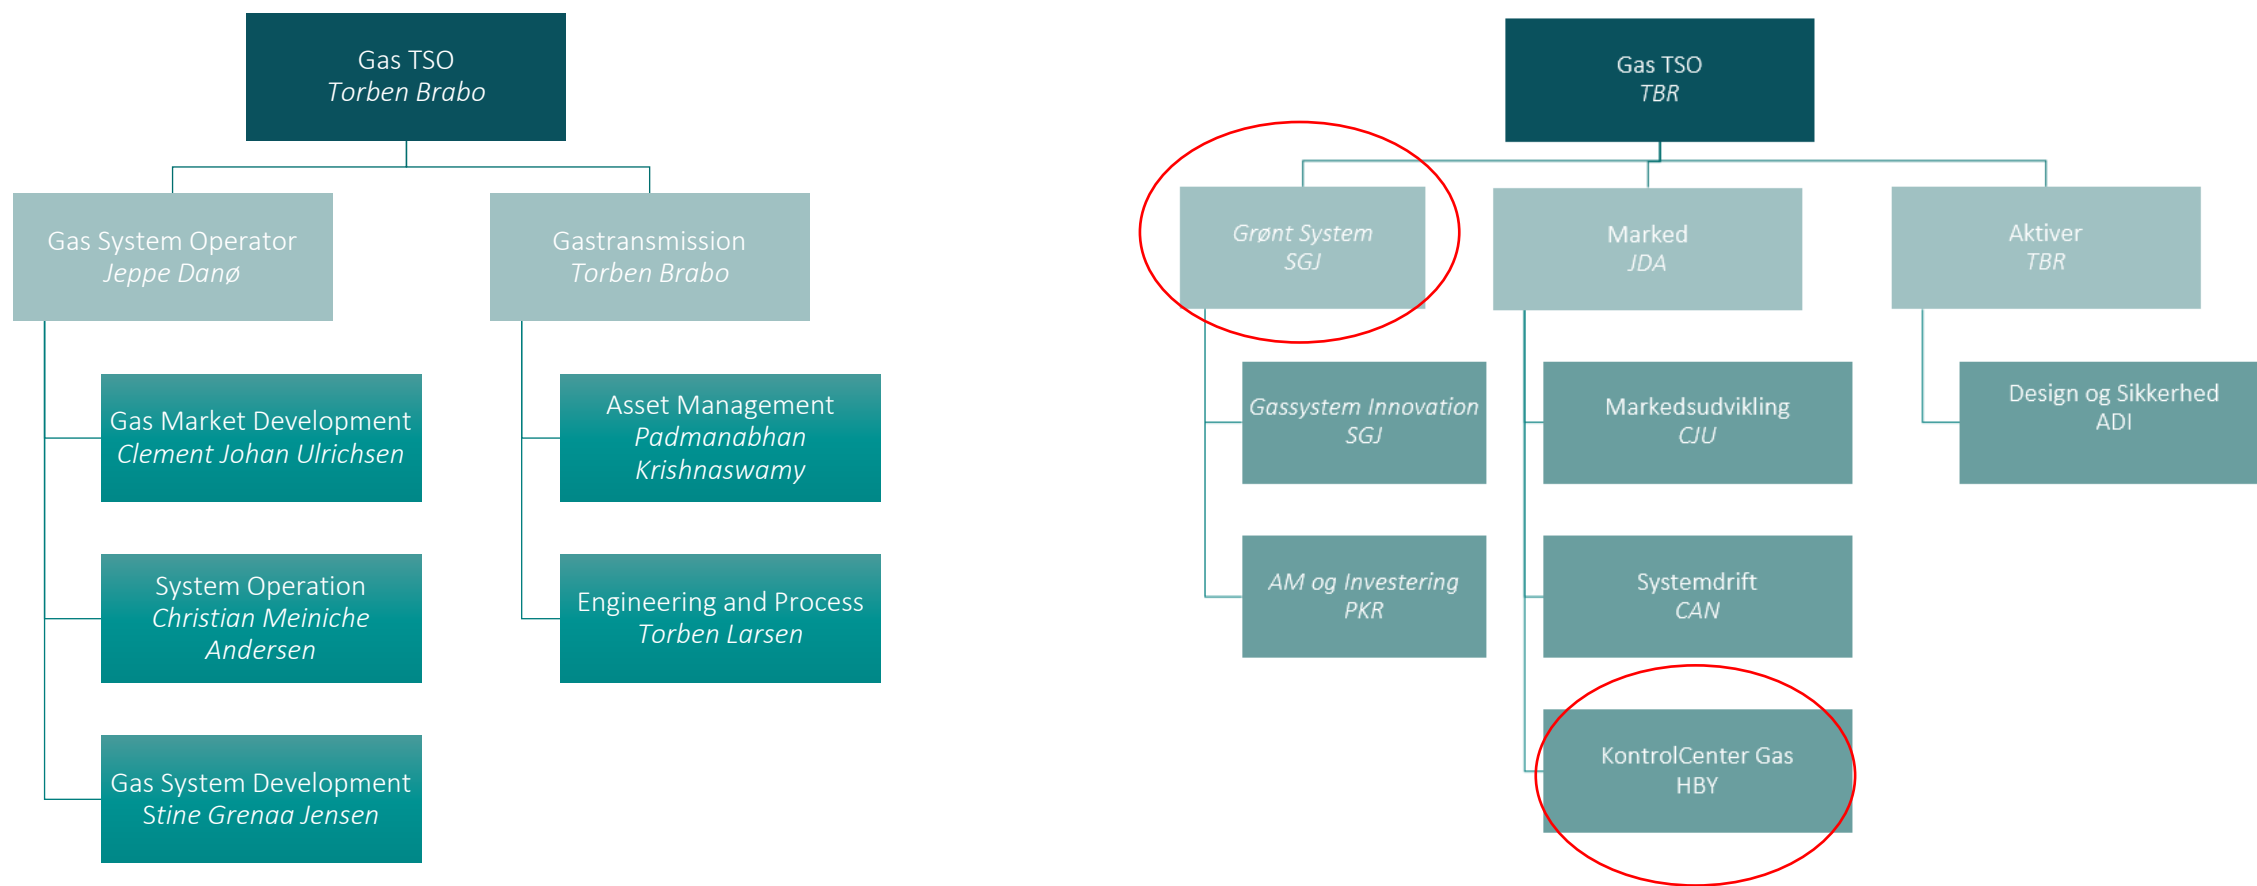 Gas TSO
Torben Brabo
Gas System Operator
Jeppe Danø
Gastransmission
Torben Brabo
Gas Market Development
Clement Johan Ulrichsen
Asset Management
Padmanabhan
Krishnaswamy
System Operation
Christian Meiniche
Andersen
Engineering and Process
Torben Larsen
Gas System Development
Stine Grenaa Jensen
Gas TSO
TBR
Grønt System
SGJ
Marked
JDA
Aktiver
TBR
Gassystem Innovation
SGJ
Markedsudvikling
CJU
Design og Sikkerhed
ADI
AM og Investering
PKR
Systemdrift
CAN
KontrolCenter Gas
HBY